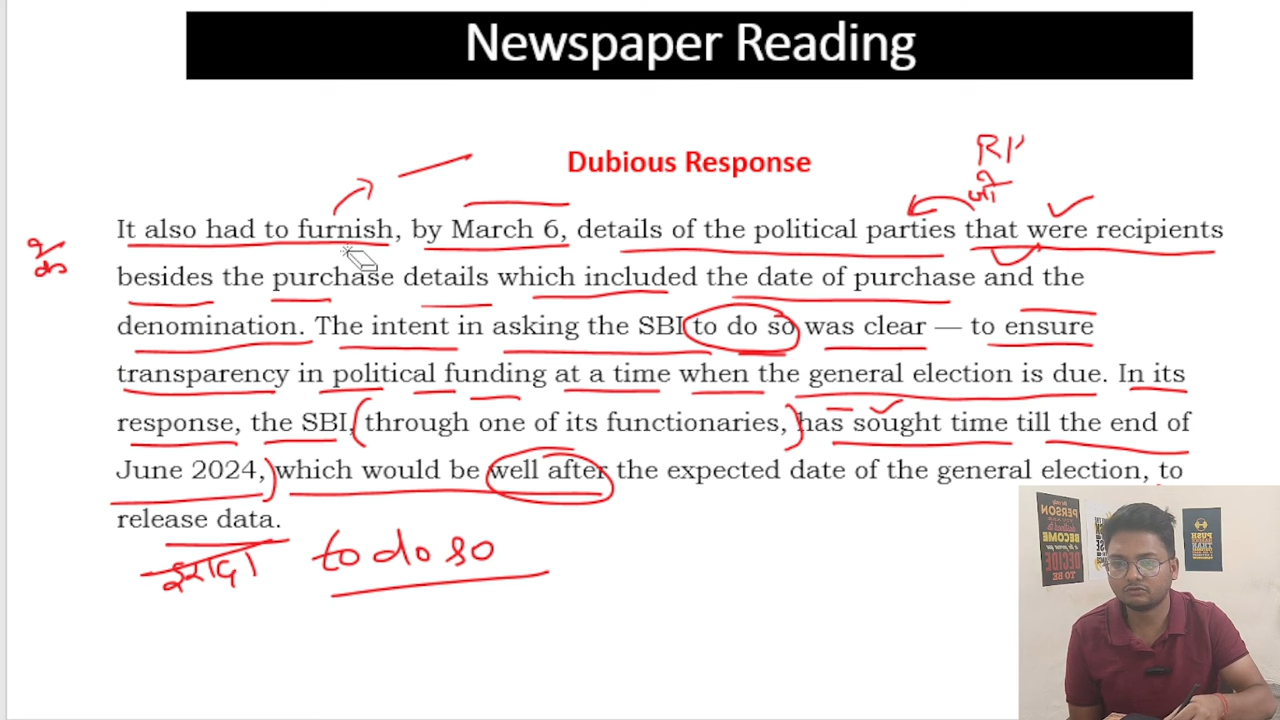 Newspaper Reading
Dubious Response
RP
It also had to furnish, by March 6, details of the political parties that were recipients
besides the purchase details which included the date of purchase and the
denomination. The intent in asking the SBI to do so was clear — to ensure
transparency in political funding at a time when the general election is due. In its
response, the SBI, (through one of its functionaries,) has sought time till the end of
June 2024,) which would be well after the expected date of the general election, to
release data.
इरादा to do so